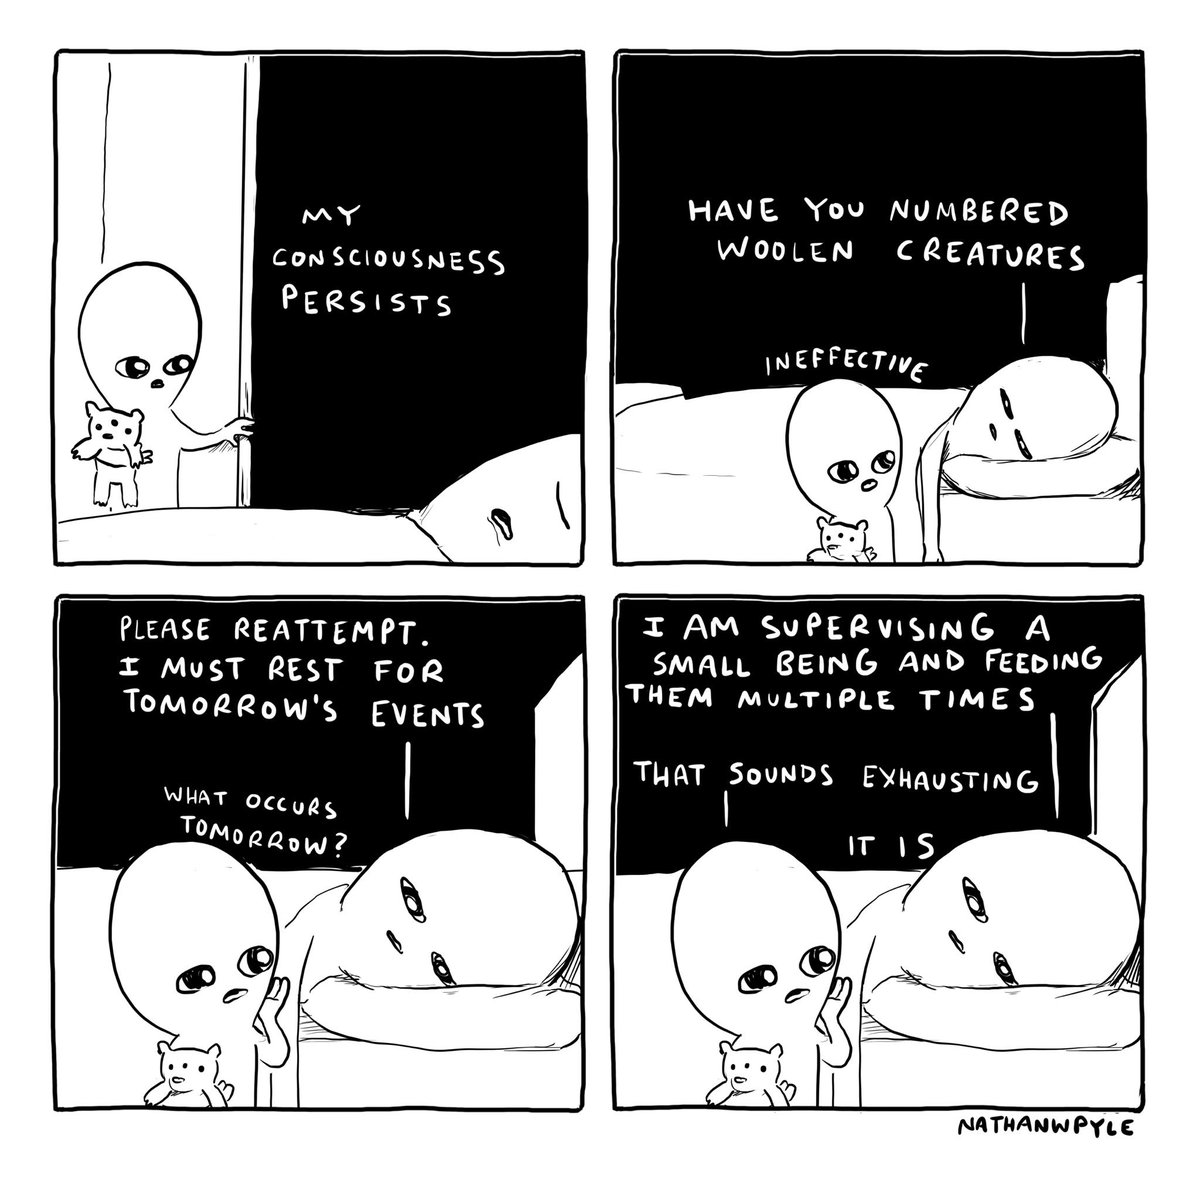 MY
CONSCIOUSNESS
PERSISTS
HAVE YOU NUMBERED
WOOLEN CREATURES
INEFFECTIVE
PLEASE REATTEMPT.
I MUST REST FOR
TOMORROW'S EVENTS
WHAT OCCURS
TOMORROW?
I AM SUPERVISING A
SMALL BEING AND FEEDING
THEM MULTIPLE TIMES
THAT SOUNDS EXHAUSTING
IT IS
NATHANWPYLE